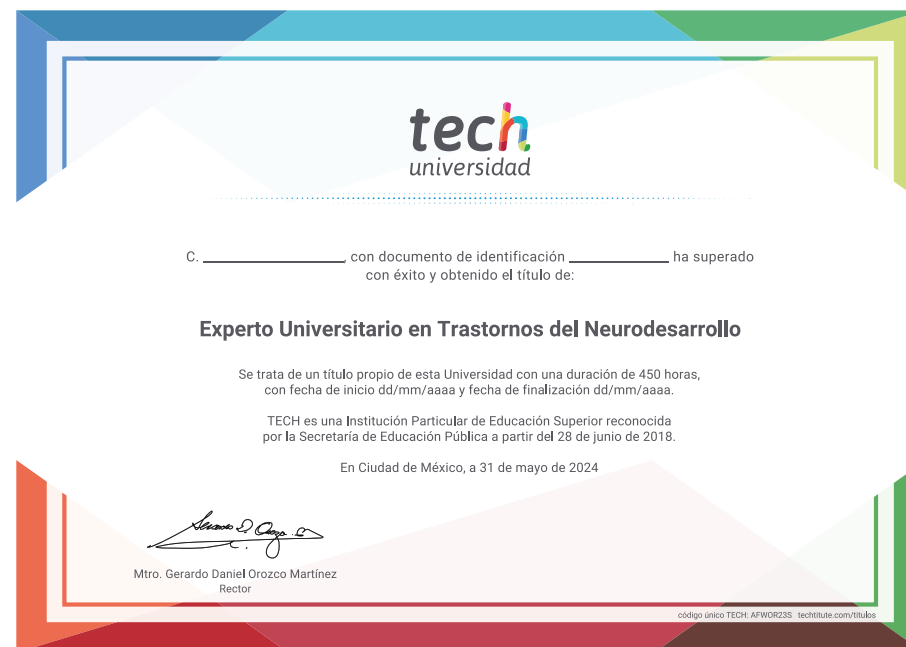 tech
universidad
C. ____________________, con documento de identificación ______________ ha superado
con éxito y obtenido el título de:
Experto Universitario en Trastornos del Neurodesarrollo
Se trata de un título propio de esta Universidad con una duración de 450 horas,
con fecha de inicio dd/mm/aaaa y fecha de finalización dd/mm/aaaa.
TECH es una Institución Particular de Educación Superior reconocida
por la Secretaría de Educación Pública a partir del 28 de junio de 2018.
En Ciudad de México, a 31 de mayo de 2024
Mtro. Gerardo Daniel Orozco Martínez
Rector
código único TECH: AFWOR23S techtitute.com/titulos